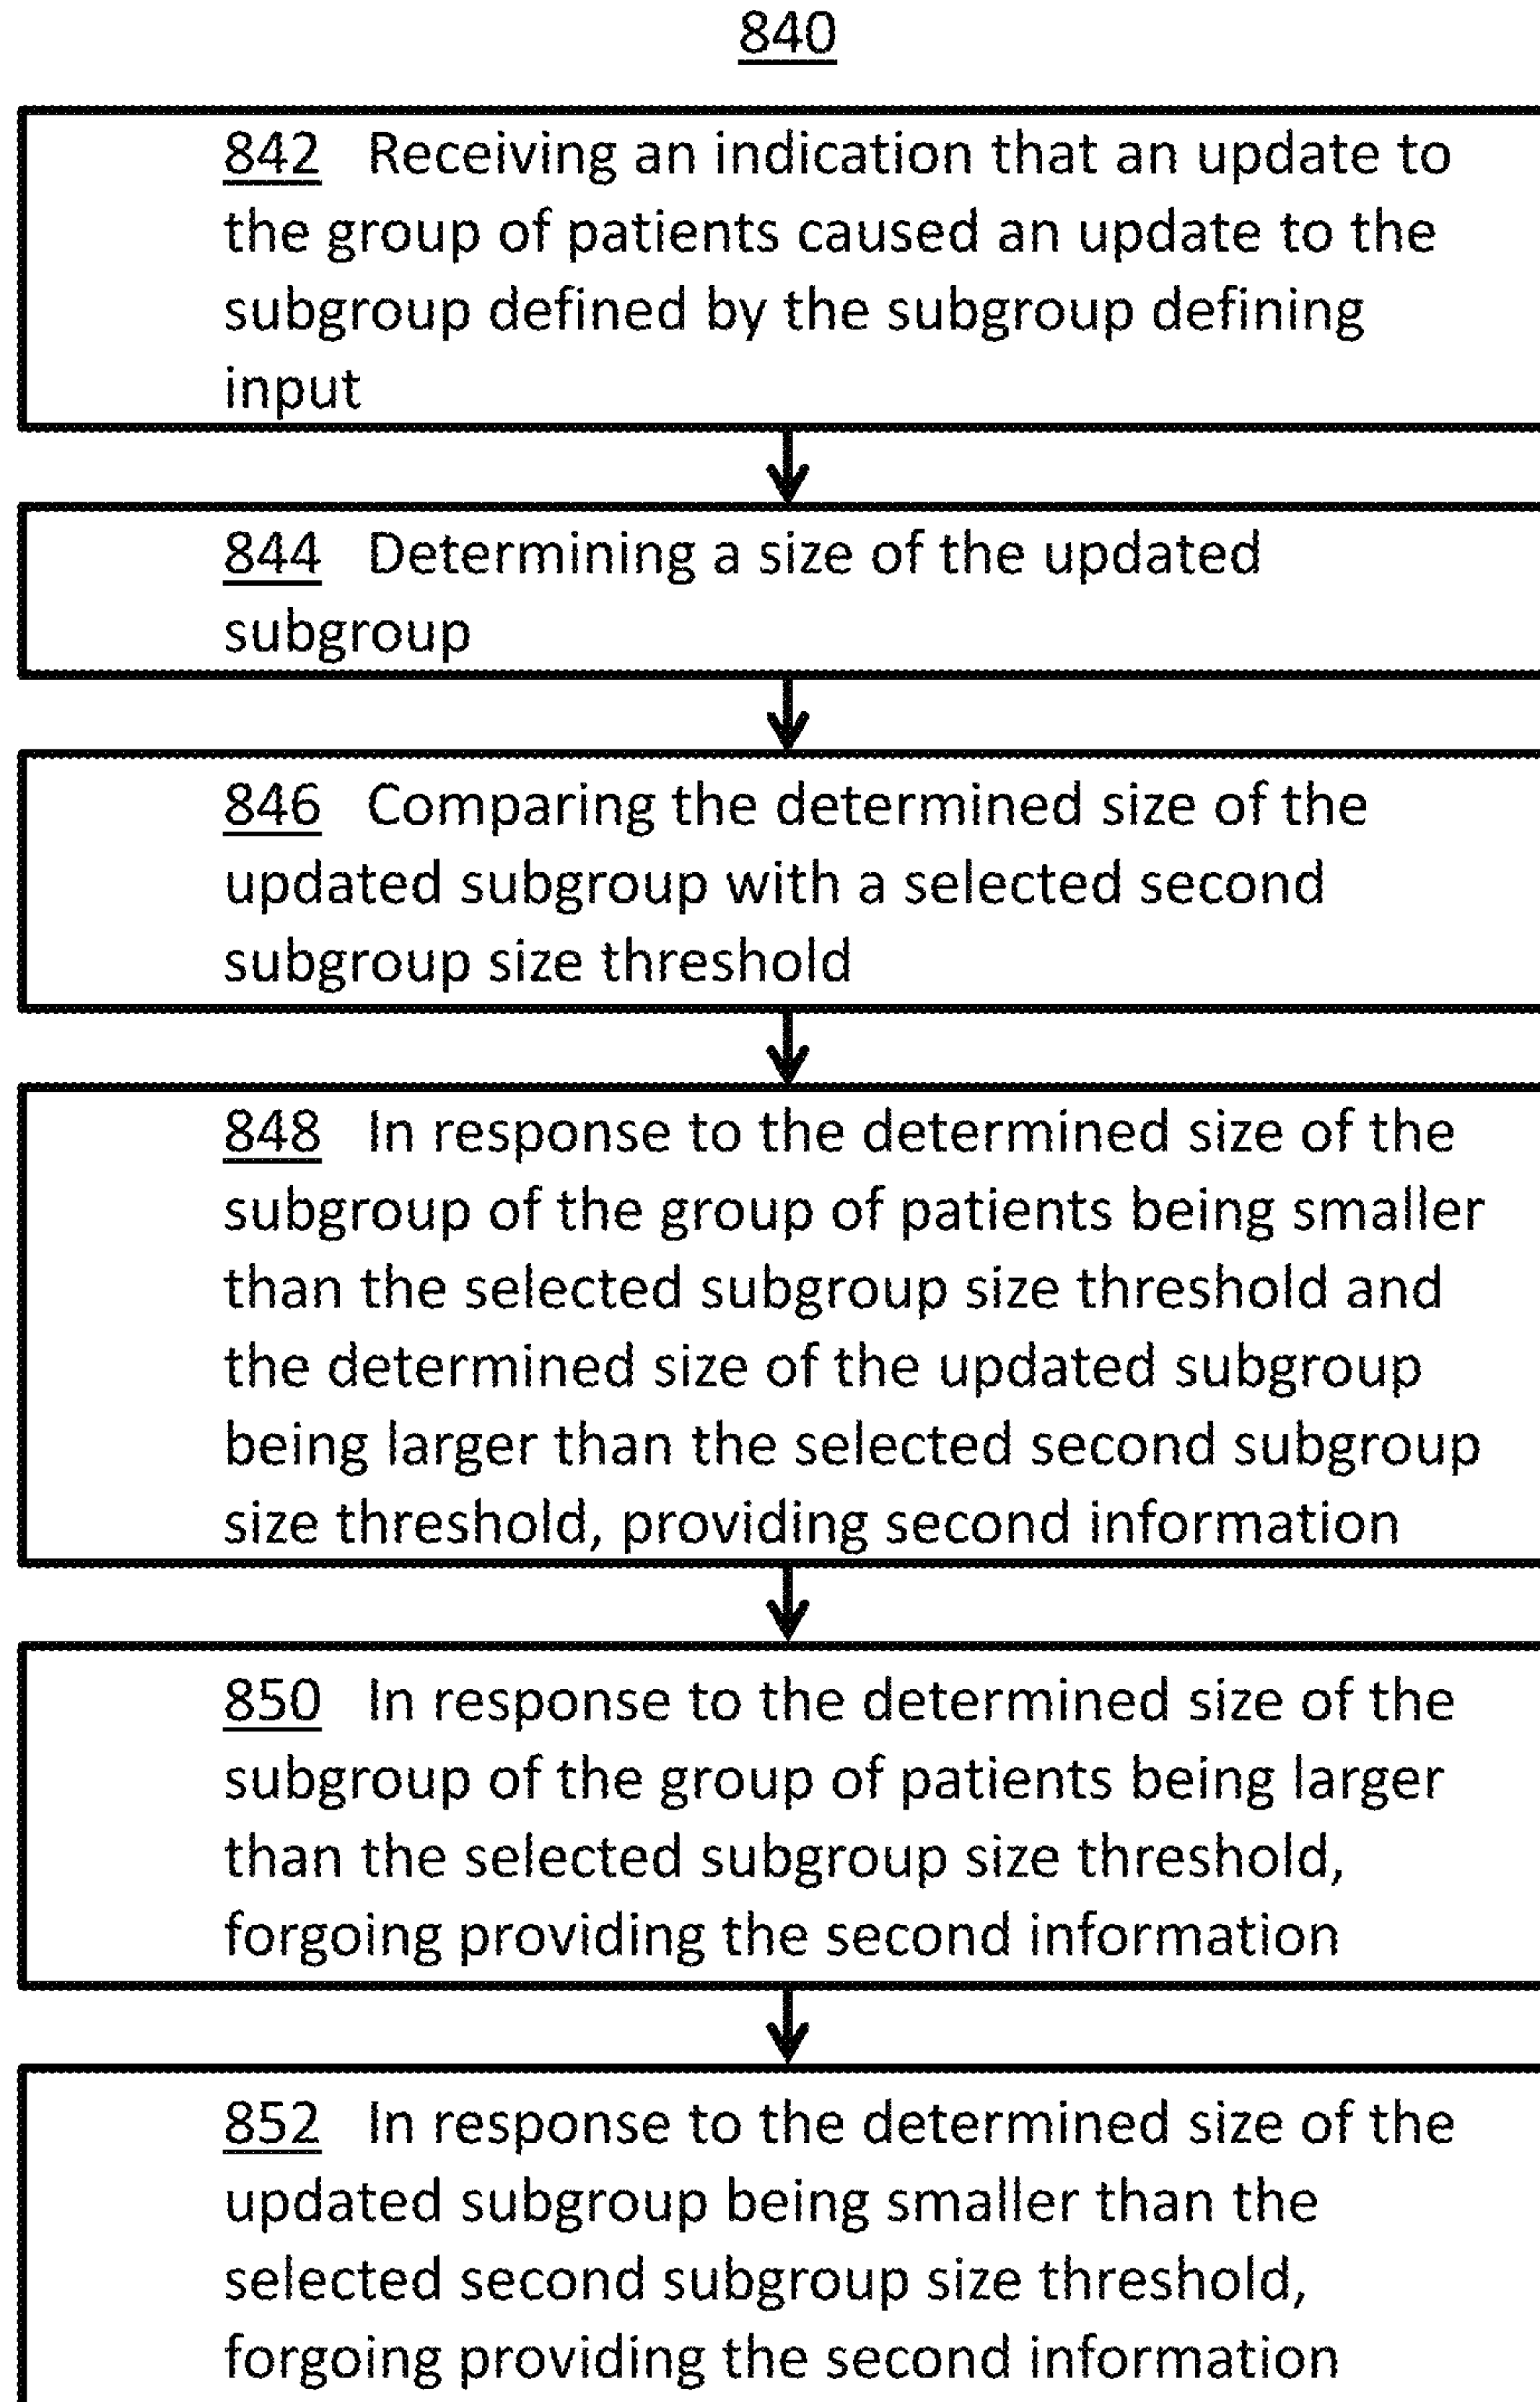 840
842 Receiving an indication that an update to
the group of patients caused an update to the
subgroup defined by the subgroup defining
input
844 Determining a size of the updated
subgroup
846 Comparing the determined size of the
updated subgroup with a selected second
subgroup size threshold
848 In response to the determined size of the
subgroup of the group of patients being smaller
than the selected subgroup size threshold and
the determined size of the updated subgroup
being larger than the selected second subgroup
size threshold, providing second information
850 In response to the determined size of the
subgroup of the group of patients being larger
than the selected subgroup size threshold,
forgoing providing the second information
852 In response to the determined size of the
updated subgroup being smaller than the
selected second subgroup size threshold,
forgoing providing the second information